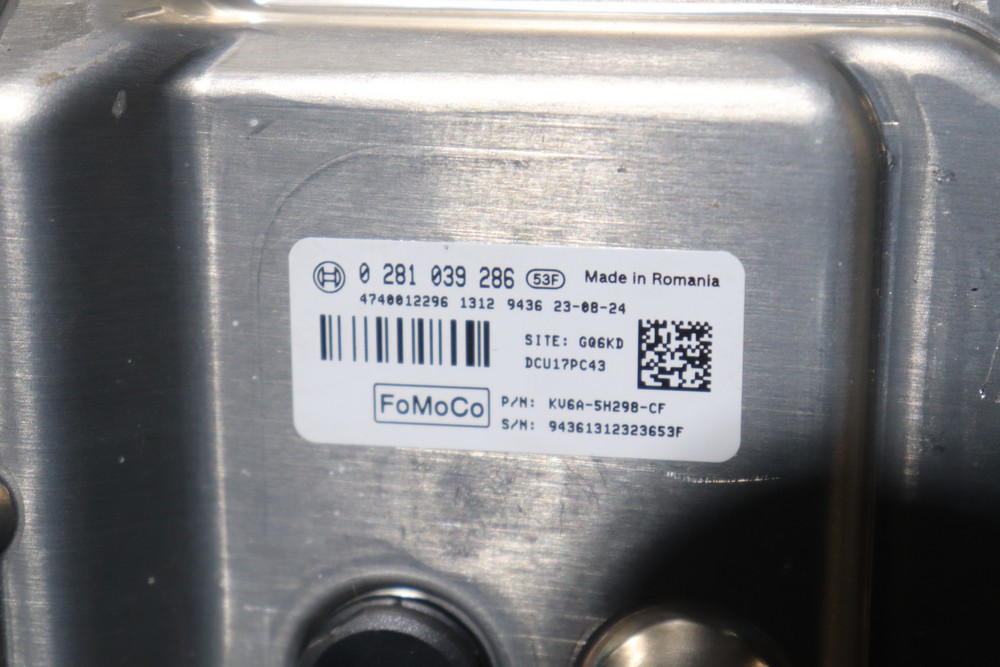 0 281 039 286 53F Made in Romania
4740012296 1312 9436 23-08-24
SITE: GQ6KD
DCU17PC43
FoMoCo
P/N: KV6A-5H298-CF
S/N: 94361312323653F